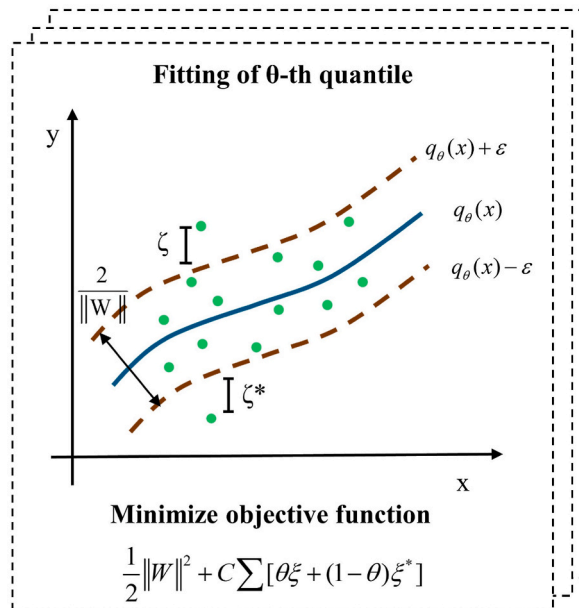 Fitting of θ-th quantile
y
q_θ(x)+ε
q_θ(x)
ζ
q_θ(x)−ε
2/‖W‖
ζ*
x
Minimize objective function
1/2‖W‖² + C∑[θξ+(1−θ)ξ*]